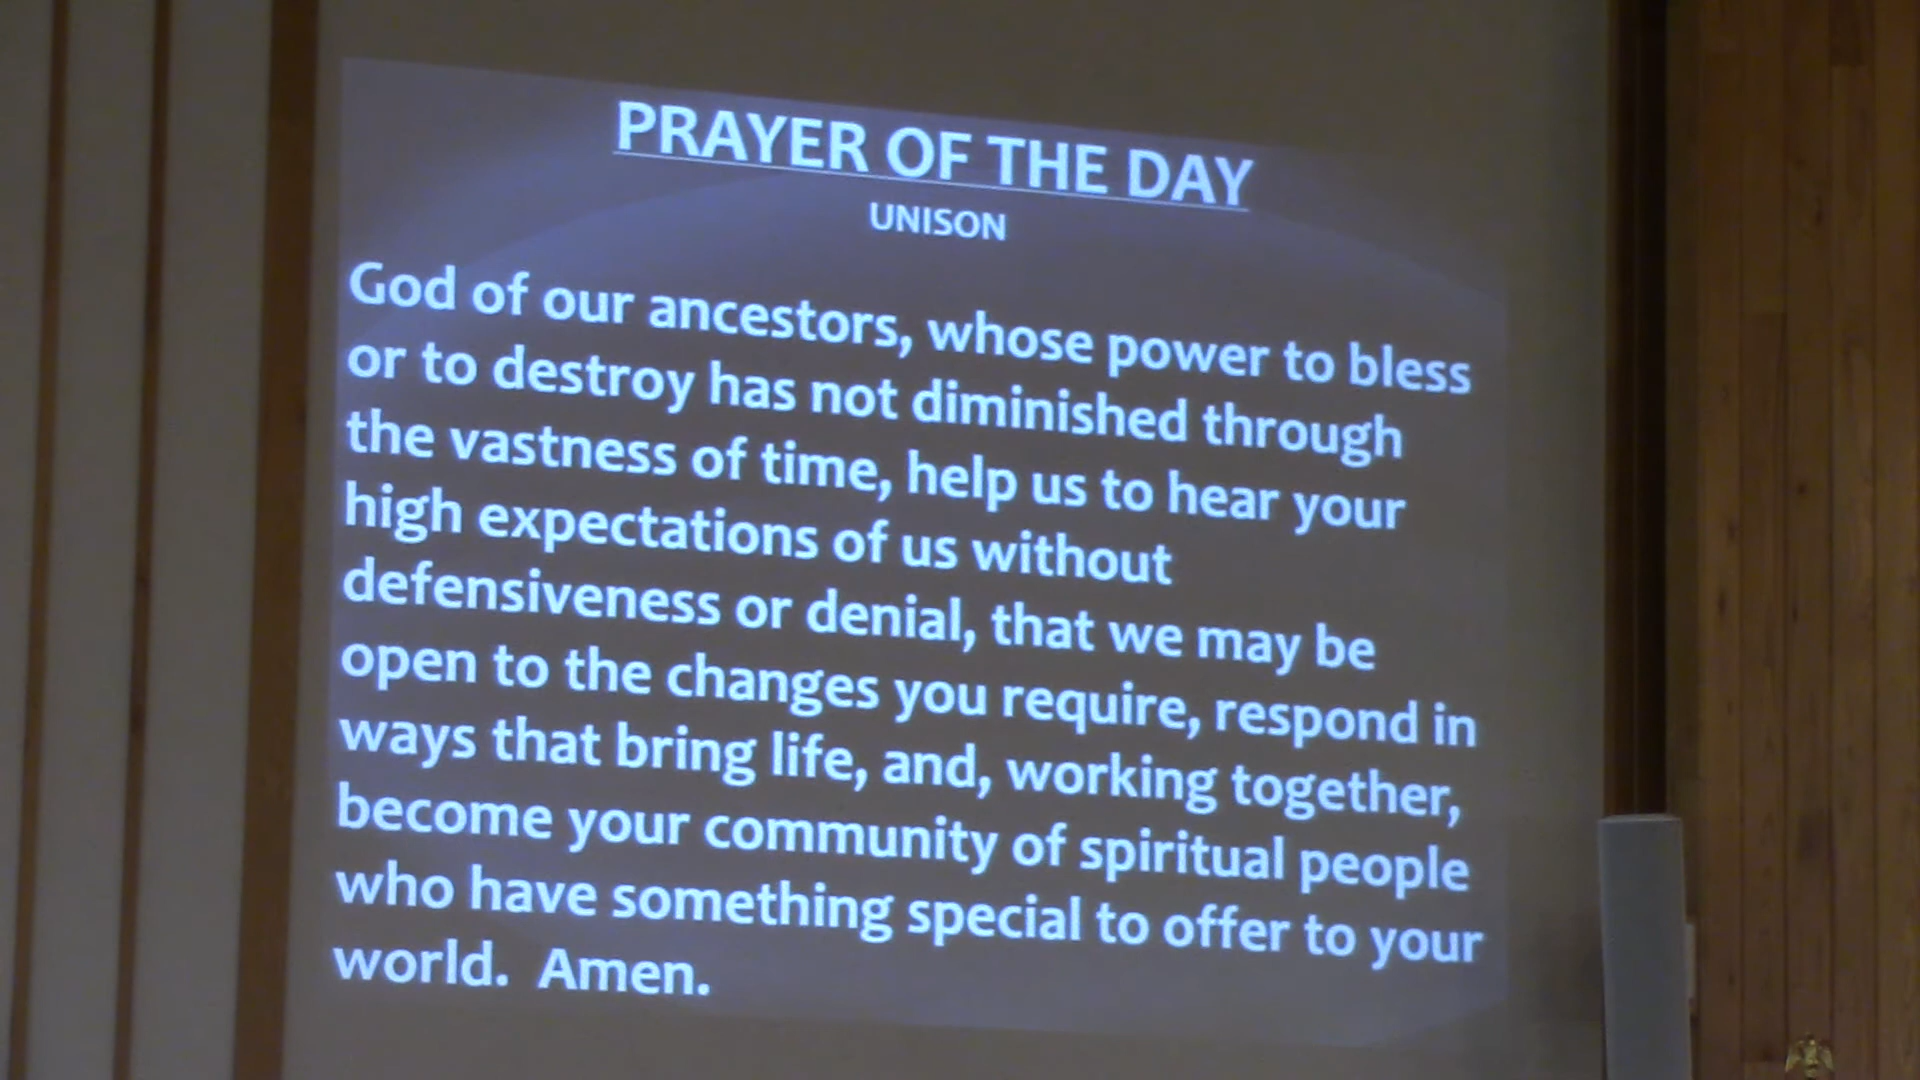 PRAYER OF THE DAY
UNISON
God of our ancestors, whose power to bless
or to destroy has not diminished through
the vastness of time, help us to hear your
high expectations of us without
defensiveness or denial, that we may be
open to the changes you require, respond in
ways that bring life, and, working together,
become your community of spiritual people
who have something special to offer to your
world.  Amen.